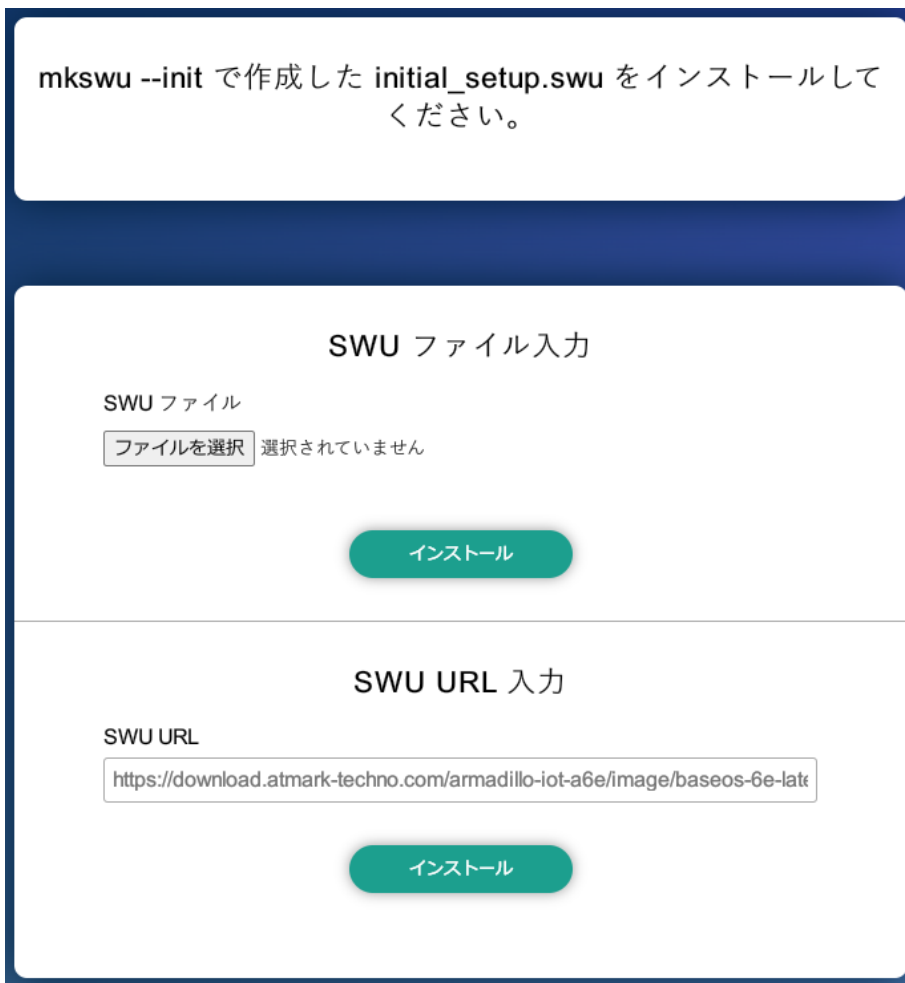 mkswu --init で作成した initial_setup.swu をインストールして
ください。
SWU ファイル入力
SWU ファイル
ファイルを選択 選択されていません
インストール
SWU URL 入力
SWU URL
https://download.atmark-techno.com/armadillo-iot-a6e/image/baseos-6e-late
インストール